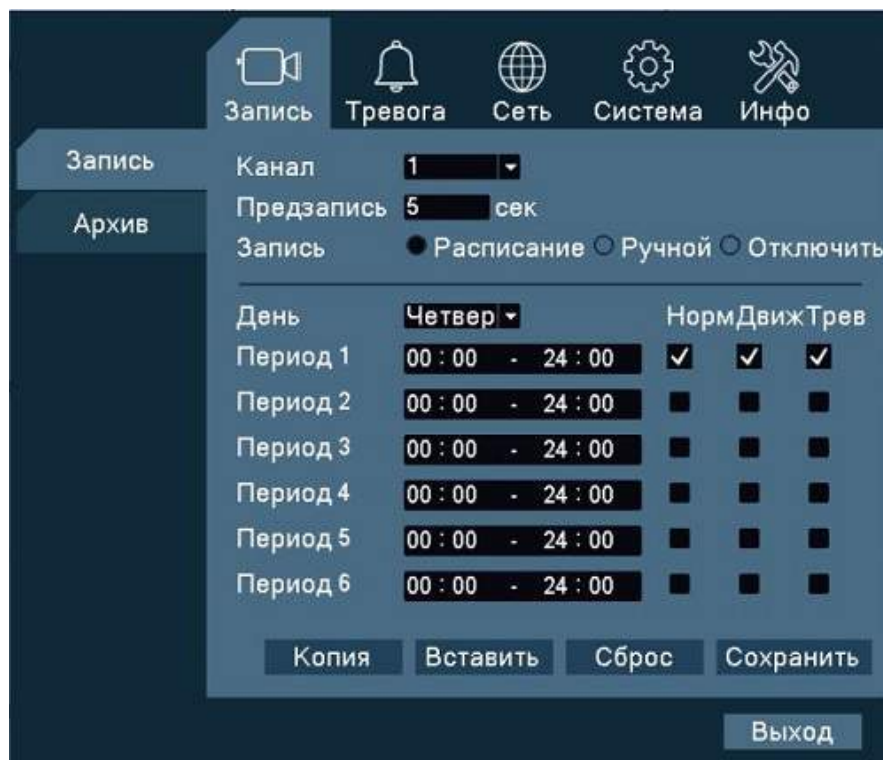 Запись Тревога Сеть Система Инфо
Запись
Архив
Канал 1
Предзапись 5 сек
Запись Расписание Ручной Отключить
День Четвер Норм Движ Трев
Период 1 00 : 00 - 24 : 00
Период 2 00 : 00 - 24 : 00
Период 3 00 : 00 - 24 : 00
Период 4 00 : 00 - 24 : 00
Период 5 00 : 00 - 24 : 00
Период 6 00 : 00 - 24 : 00
Копия Вставить Сброс Сохранить
Выход